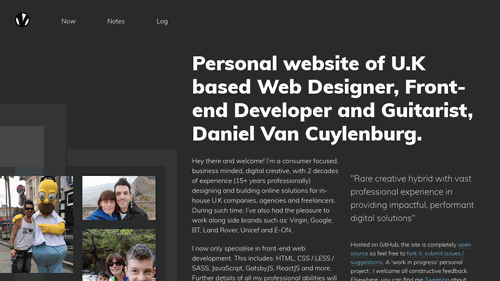 Now Notes Log
Personal website of U.K
based Web Designer, Front-
end Developer and Guitarist,
Daniel Van Cuylenburg.
Hey there and welcome! I'm a consumer focused,
business minded, digital creative, with 2 decades
of experience (15+ years professionally)
designing and building online solutions for in-
house U.K companies, agencies and freelancers.
During such time, I've also had the pleasure to
work along side brands such as: Virgin, Google,
BT, Land Rover, Unicef and E-ON.
I now only specialise in front-end web
development. This includes: HTML, CSS / LESS /
SASS, JavaScript, GatsbyJS, ReactJS and more.
Further details of all my professional abilities will
"Rare creative hybrid with vast
professional experience in
providing impactful, performant
digital solutions"
Hosted on GitHub, the site is completely open
source so feel free to fork it, submit issues /
suggestions. A 'work in progress' personal
project, I welcome all constructive feedback.
Elsewhere, you can find me Tweeting about